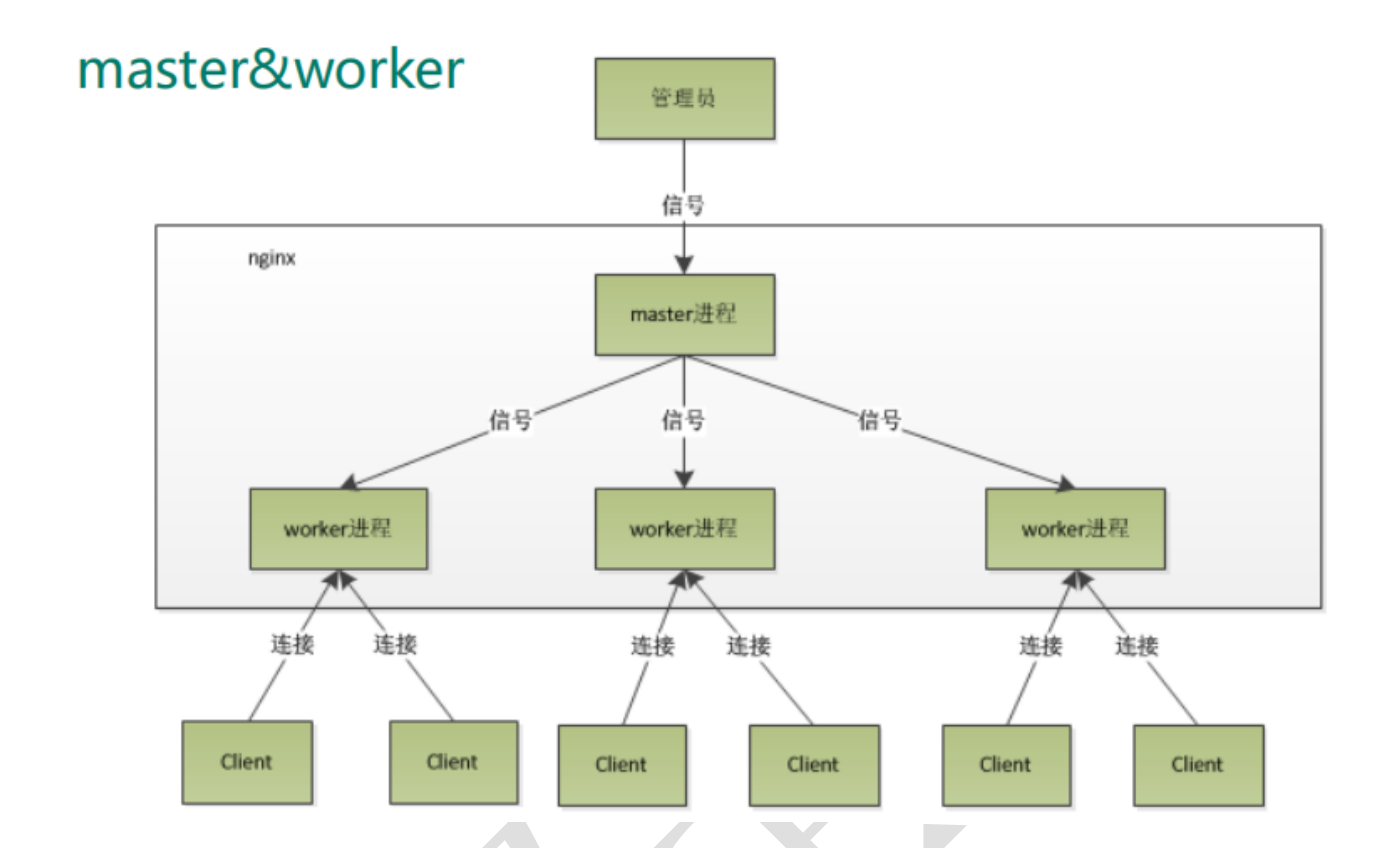 master&worker
管理员
信号
nginx
master进程
信号
信号
信号
worker进程
worker进程
worker进程
连接
连接
连接
连接
连接
连接
Client
Client
Client
Client
Client
Client